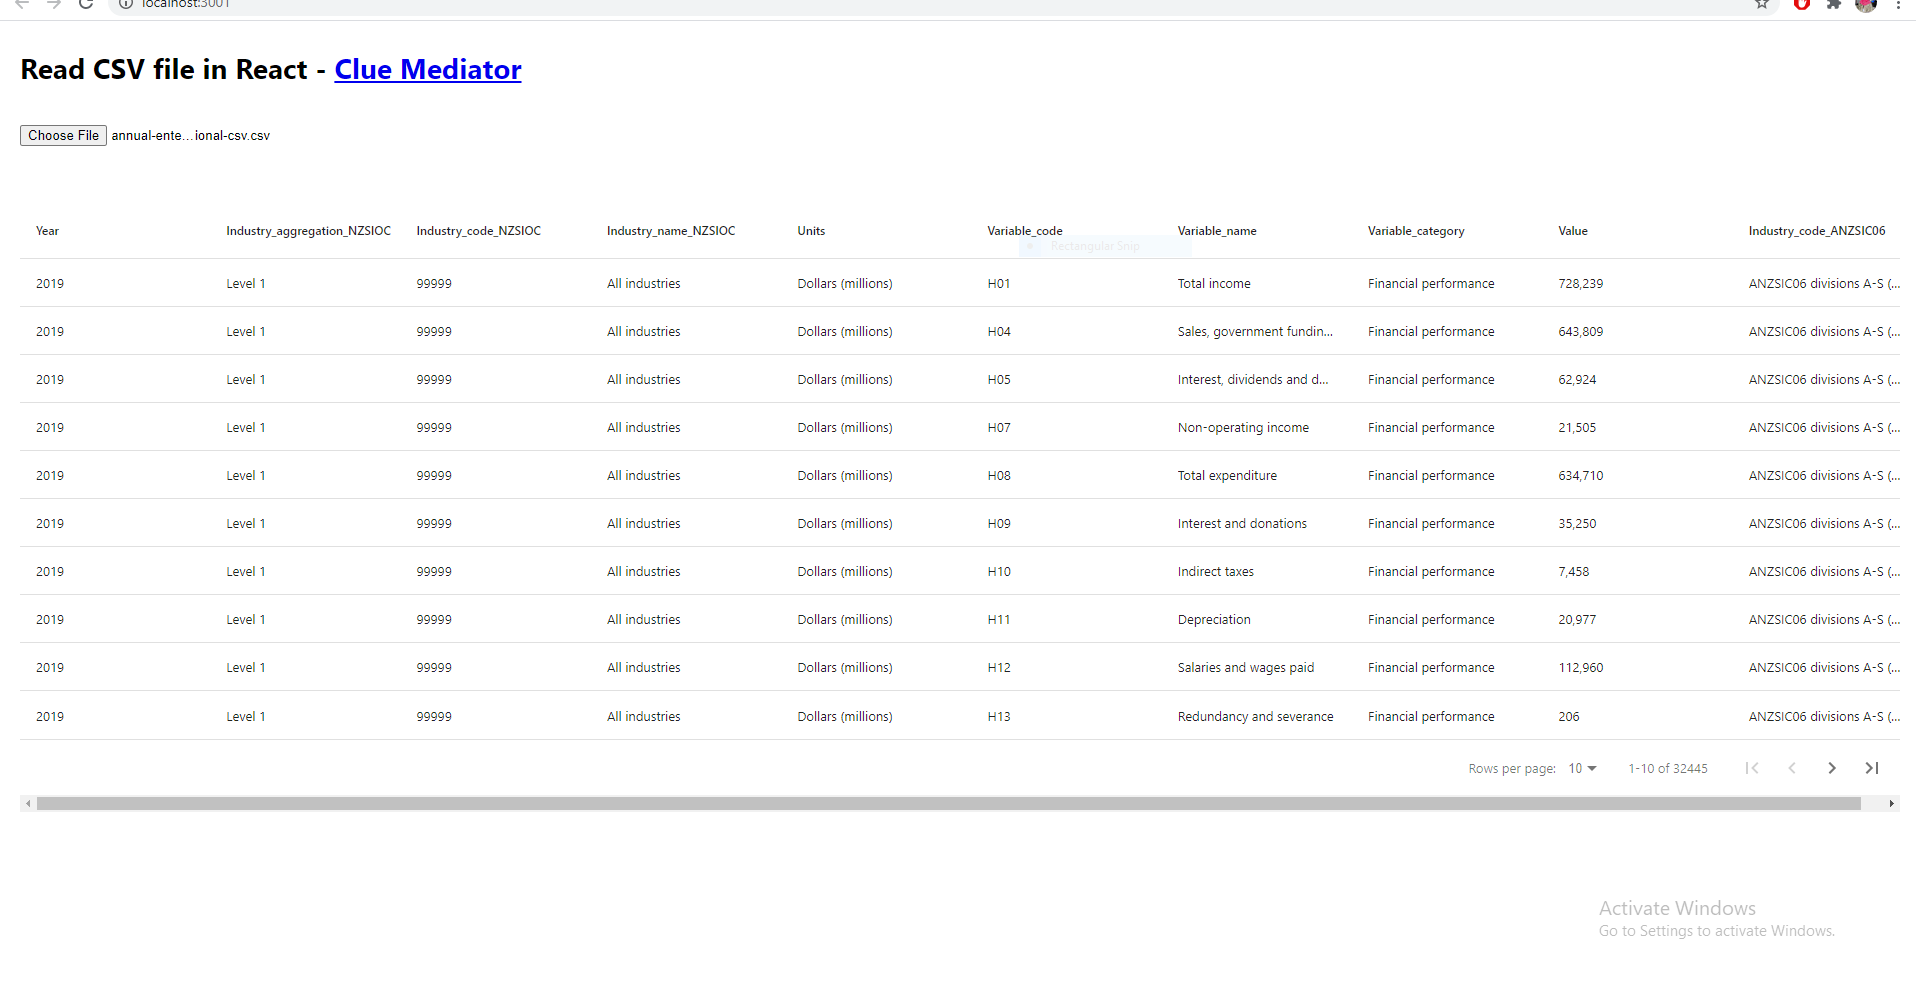 localhost:3001
Read CSV file in React - Clue Mediator
Choose File annual-ente...ional-csv.csv
Year Industry_aggregation_NZSIOC Industry_code_NZSIOC Industry_name_NZSIOC Units Variable_code Variable_name Variable_category Value Industry_code_ANZSIC06
Rectangular Snip
2019 Level 1 99999 All industries Dollars (millions) H01 Total income Financial performance 728,239 ANZSIC06 divisions A-S (...
2019 Level 1 99999 All industries Dollars (millions) H04 Sales, government fundin... Financial performance 643,809 ANZSIC06 divisions A-S (...
2019 Level 1 99999 All industries Dollars (millions) H05 Interest, dividends and d... Financial performance 62,924 ANZSIC06 divisions A-S (...
2019 Level 1 99999 All industries Dollars (millions) H07 Non-operating income Financial performance 21,505 ANZSIC06 divisions A-S (...
2019 Level 1 99999 All industries Dollars (millions) H08 Total expenditure Financial performance 634,710 ANZSIC06 divisions A-S (...
2019 Level 1 99999 All industries Dollars (millions) H09 Interest and donations Financial performance 35,250 ANZSIC06 divisions A-S (...
2019 Level 1 99999 All industries Dollars (millions) H10 Indirect taxes Financial performance 7,458 ANZSIC06 divisions A-S (...
2019 Level 1 99999 All industries Dollars (millions) H11 Depreciation Financial performance 20,977 ANZSIC06 divisions A-S (...
2019 Level 1 99999 All industries Dollars (millions) H12 Salaries and wages paid Financial performance 112,960 ANZSIC06 divisions A-S (...
2019 Level 1 99999 All industries Dollars (millions) H13 Redundancy and severance Financial performance 206 ANZSIC06 divisions A-S (...
Rows per page: 10 1-10 of 32445
Activate Windows
Go to Settings to activate Windows.